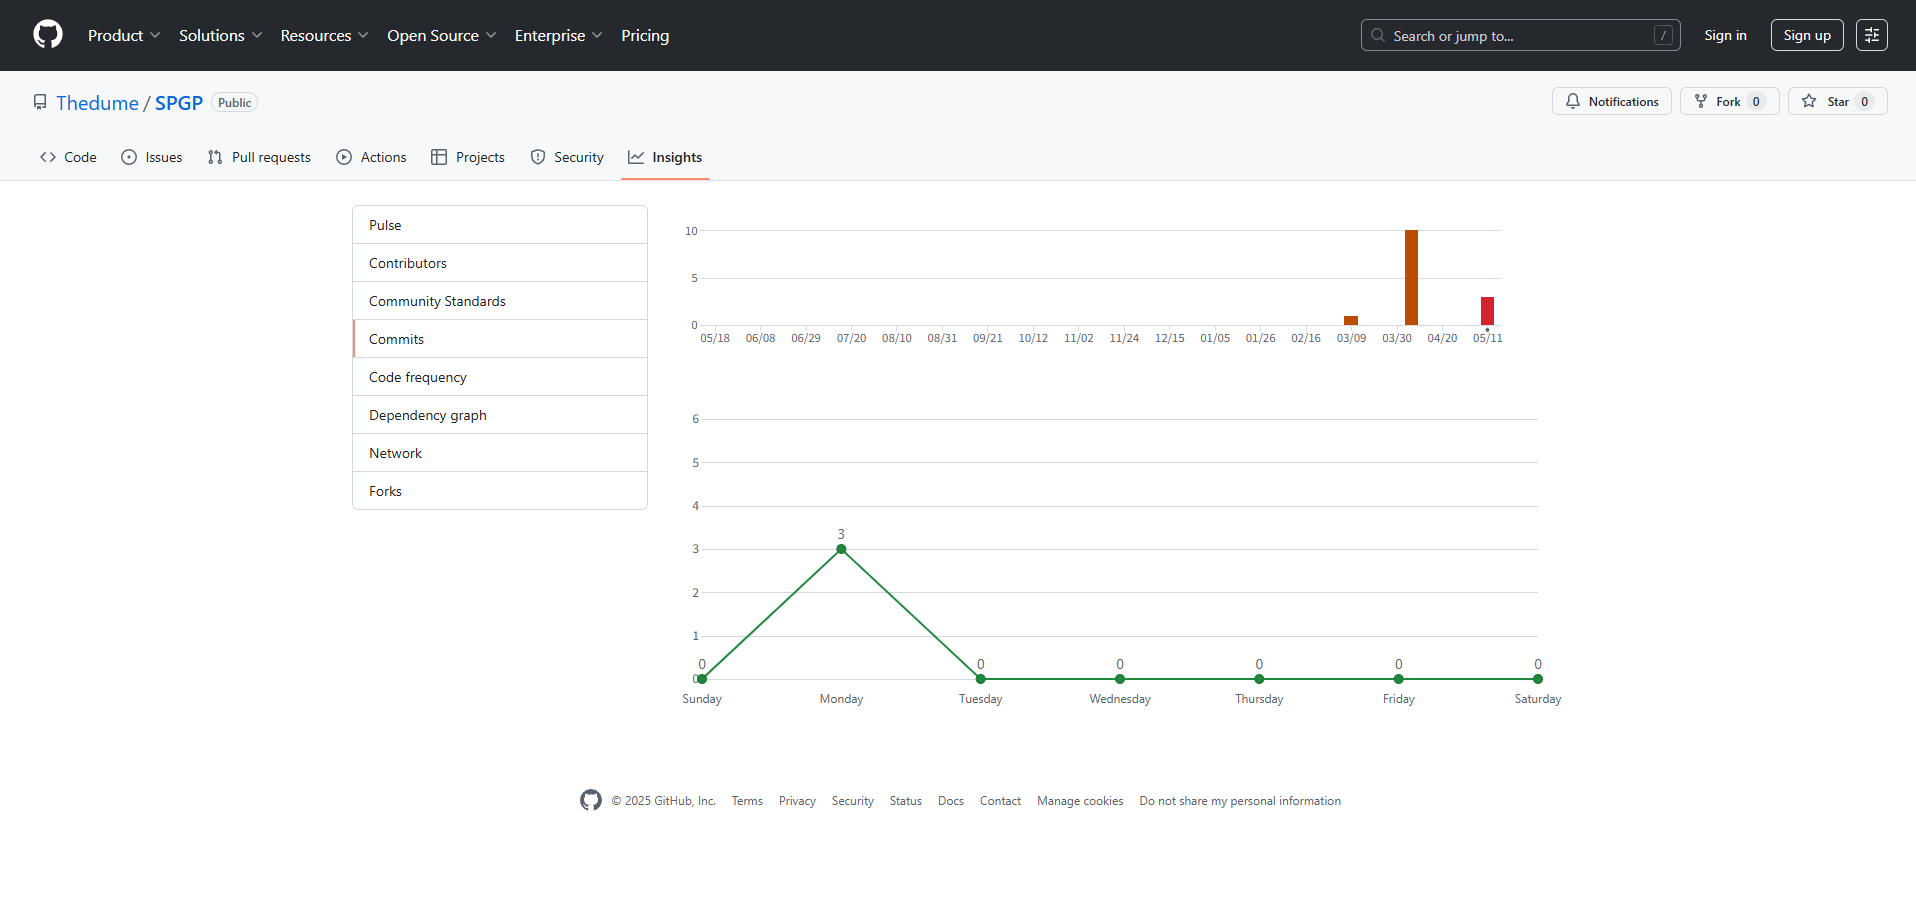 Product Solutions Resources Open Source Enterprise Pricing Search or jump to... / Sign in Sign up
Thedume / SPGP Public Notifications Fork 0 Star 0
Code Issues Pull requests Actions Projects Security Insights
Pulse
Contributors
Community Standards
Commits
Code frequency
Dependency graph
Network
Forks
10
5
0
05/18 06/08 06/29 07/20 08/10 08/31 09/21 10/12 11/02 11/24 12/15 01/05 01/26 02/16 03/09 03/30 04/20 05/11
6
5
4
3
3
2
1
0 0 0 0 0 0
0
Sunday Monday Tuesday Wednesday Thursday Friday Saturday
© 2025 GitHub, Inc. Terms Privacy Security Status Docs Contact Manage cookies Do not share my personal information